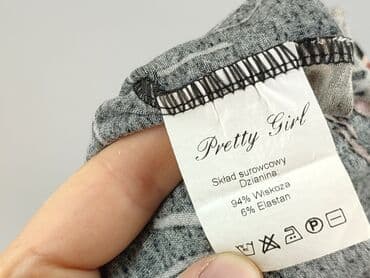 Pretty Girl
Skład surowcowy
Dzianina:
94% Wiskoza
6% Elastan
P